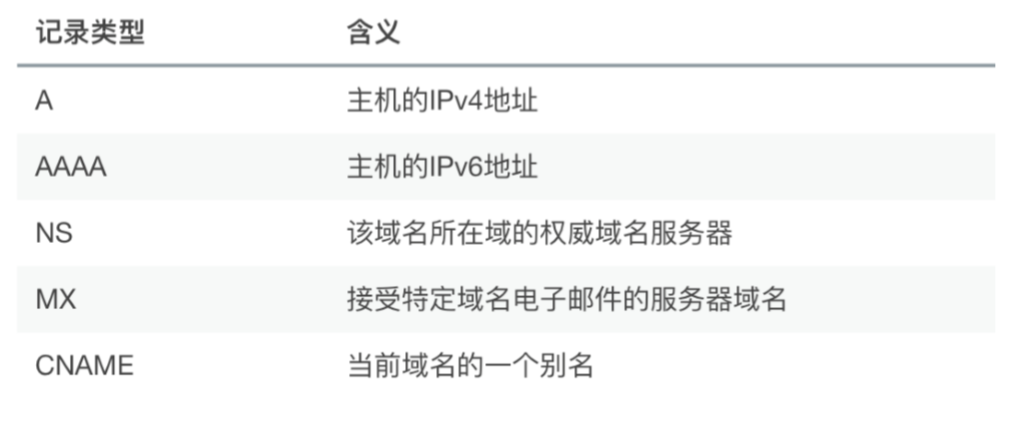 记录类型 含义
A 主机的IPv4地址
AAAA 主机的IPv6地址
NS 该域名所在域的权威域名服务器
MX 接受特定域名电子邮件的服务器域名
CNAME 当前域名的一个别名